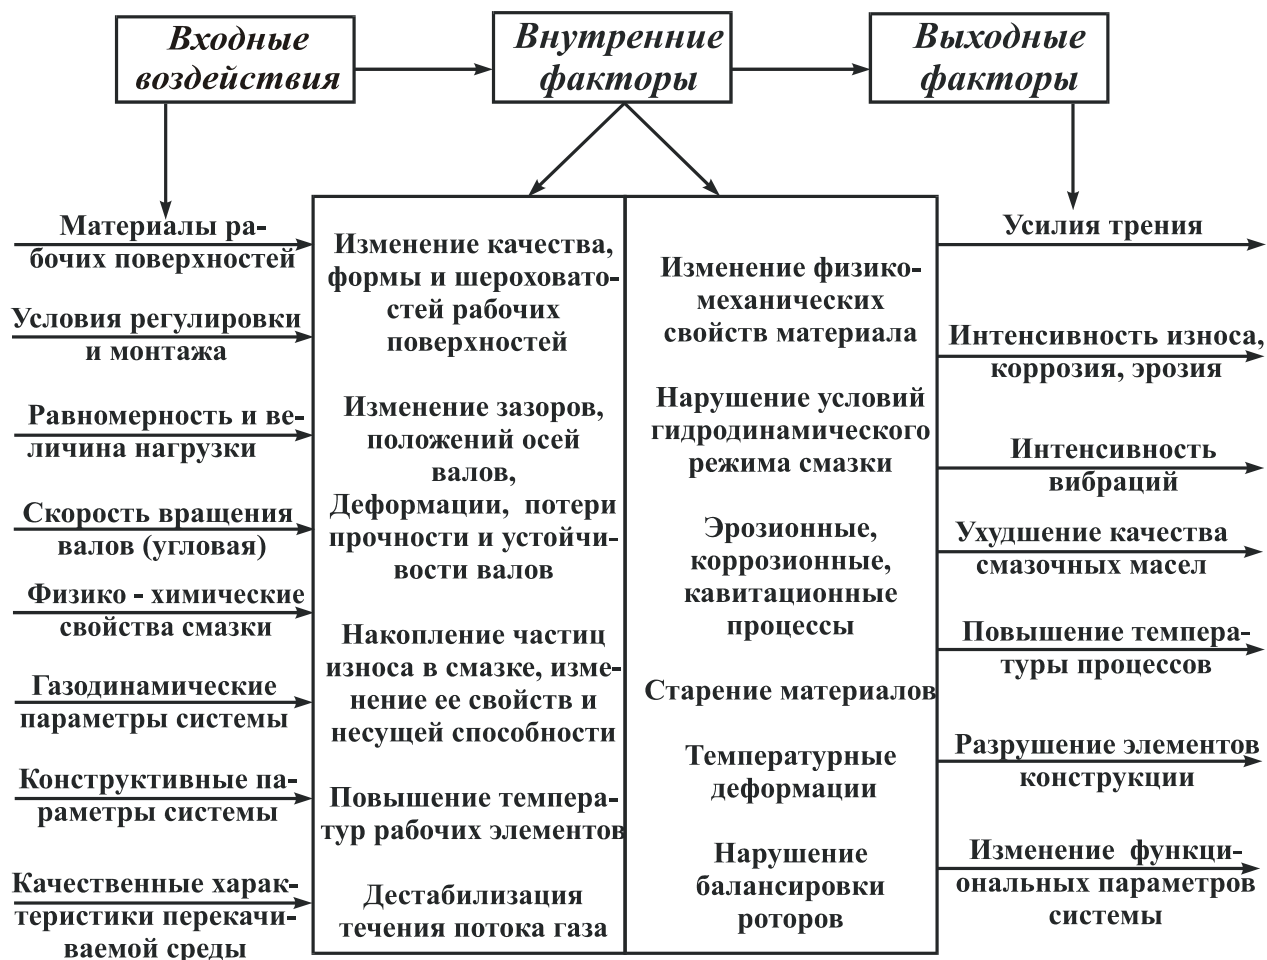 Входные
воздействия
Внутренние
факторы
Выходные
факторы
Материалы ра-
бочих поверхностей
Условия регулировки
и монтажа
Равномерность и ве-
личина нагрузки
Скорость вращения
валов (угловая)
Физико - химические
свойства смазки
Газодинамические
параметры системы
Конструктивные па-
раметры системы
Качественные харак-
теристики перекачи-
ваемой среды
Изменение качества,
формы и шероховато-
стей рабочих
поверхностей
Изменение зазоров,
положений осей
валов,
Деформации, потери
прочности и устойчи-
вости валов
Накопление частиц
износа в смазке, изме-
нение ее свойств и
несущей способности
Повышение темпера-
тур рабочих элементов
Дестабилизация
течения потока газа
Изменение физико-
механических
свойств материала
Нарушение условий
гидродинамического
режима смазки
Эрозионные,
коррозионные,
кавитационные
процессы
Старение материалов
Температурные
деформации
Нарушение
балансировки
роторов
Усилия трения
Интенсивность износа,
коррозия, эрозия
Интенсивность
вибраций
Ухудшение качества
смазочных масел
Повышение темпера-
туры процессов
Разрушение элементов
конструкции
Изменение функци-
ональных параметров
системы